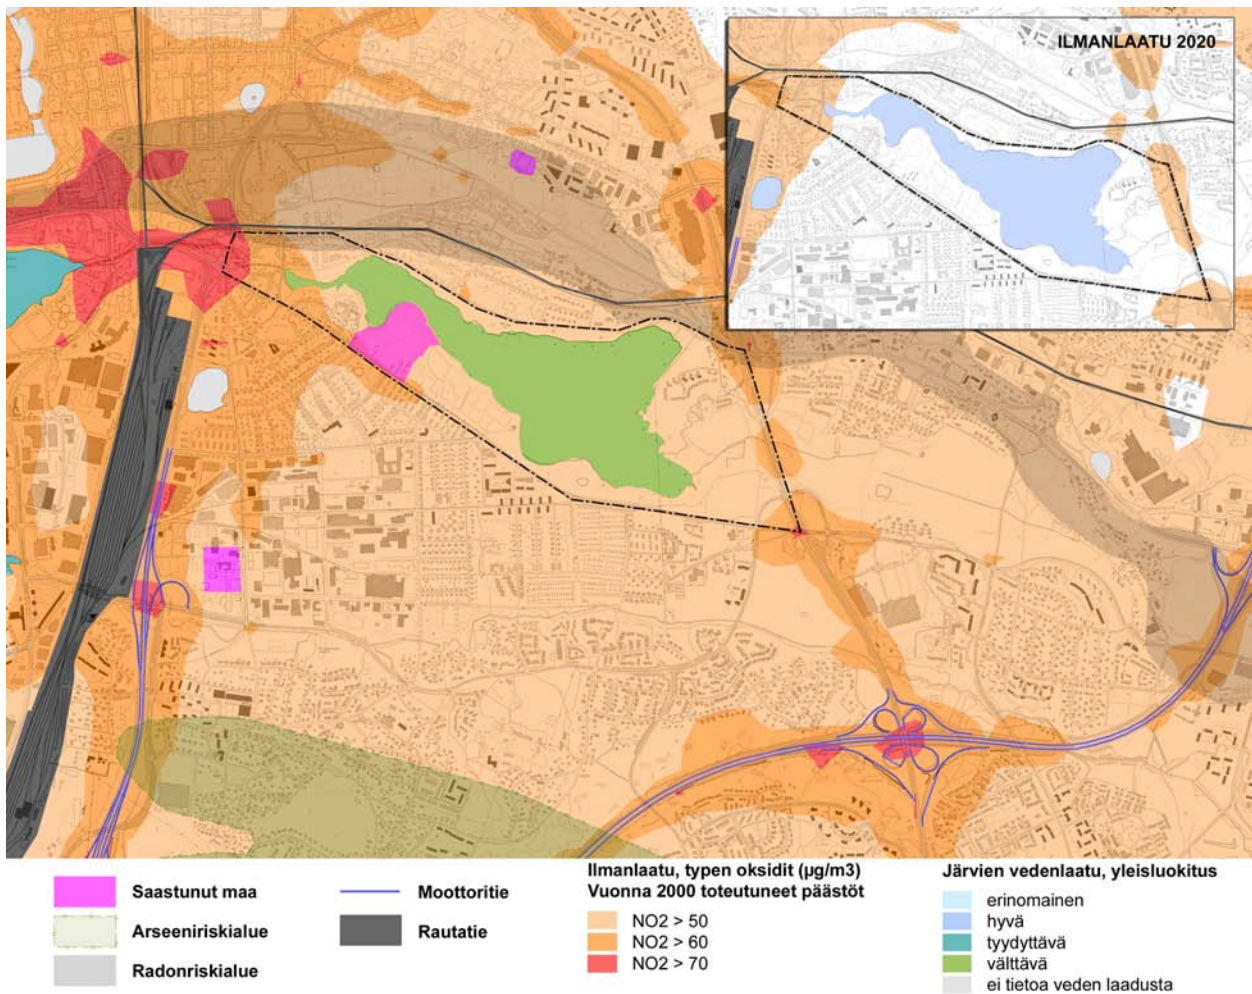 ILMANLAATU 2020
Saastunut maa
Arseeniriskialue
Radonriskialue
Moottoritie
Rautatie
Ilmanlaatu, typen oksidit (µg/m3)
Vuonna 2000 toteutuneet päästöt
NO2 > 50
NO2 > 60
NO2 > 70
Järvien vedenlaatu, yleisluokitus
erinomainen
hyvä
tyydyttävä
välttävä
ei tietoa veden laadusta